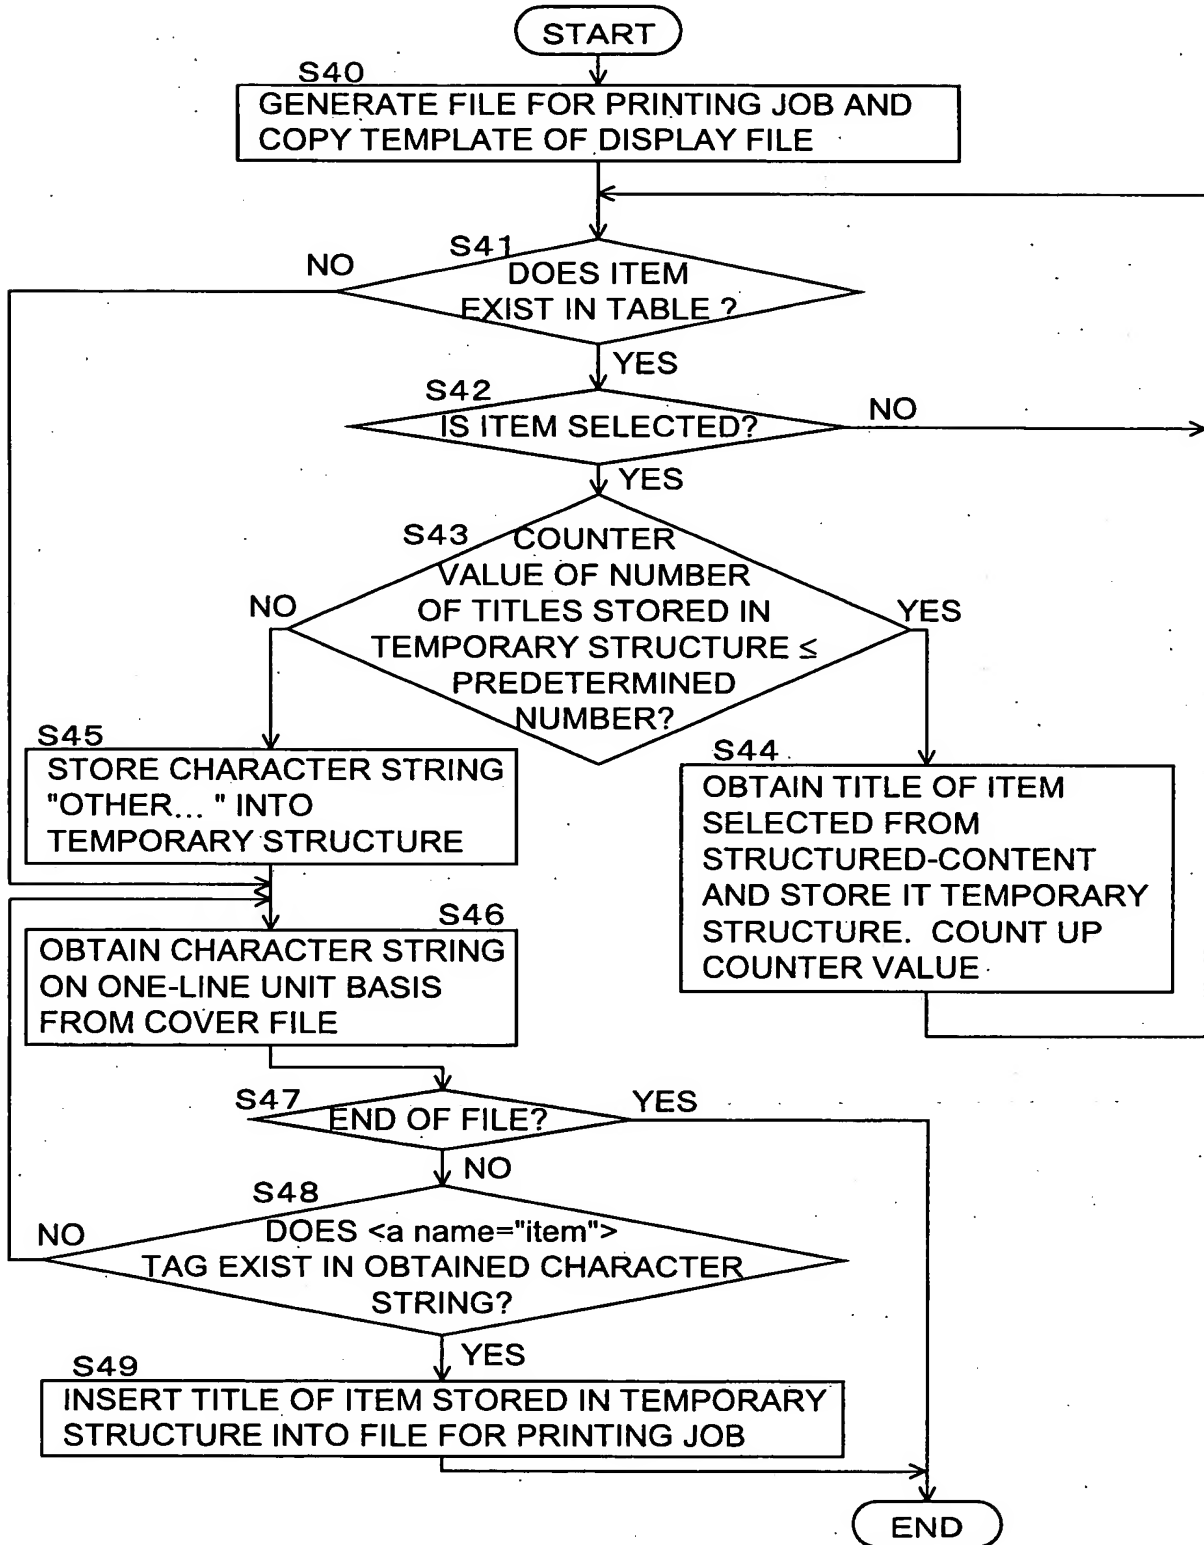 START
S40
GENERATE FILE FOR PRINTING JOB AND
COPY TEMPLATE OF DISPLAY FILE
S41
NO
DOES ITEM
EXIST IN TABLE ?
YES
S42
IS ITEM SELECTED?
NO
YES
S43
COUNTER
VALUE OF NUMBER
OF TITLES STORED IN
TEMPORARY STRUCTURE ≤
PREDETERMINED
NUMBER?
NO
YES
S45
STORE CHARACTER STRING
"OTHER... " INTO
TEMPORARY STRUCTURE
S44
OBTAIN TITLE OF ITEM
SELECTED FROM
STRUCTURED-CONTENT
AND STORE IT TEMPORARY
STRUCTURE. COUNT UP
COUNTER VALUE
S46
OBTAIN CHARACTER STRING
ON ONE-LINE UNIT BASIS
FROM COVER FILE
S47
END OF FILE?
YES
NO
S48
NO
DOES <a name="item">
TAG EXIST IN OBTAINED CHARACTER
STRING?
YES
S49
INSERT TITLE OF ITEM STORED IN TEMPORARY
STRUCTURE INTO FILE FOR PRINTING JOB
END